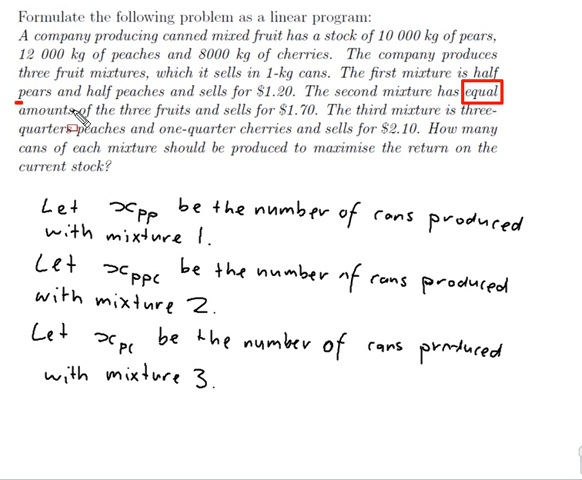 Formulate the following problem as a linear program:
A company producing canned mixed fruit has a stock of 10 000 kg of pears,
12 000 kg of peaches and 8000 kg of cherries. The company produces
three fruit mixtures, which it sells in 1-kg cans. The first mixture is half
pears and half peaches and sells for $1.20. The second mixture has equal
amounts of the three fruits and sells for $1.70. The third mixture is three-
quarters peaches and one-quarter cherries and sells for $2.10. How many
cans of each mixture should be produced to maximise the return on the
current stock?
Let xPP be the number of cans produced
with mixture 1.
Let xPPC be the number of cans produced
with mixture 2.
Let xPC be the number of cans produced
with mixture 3.